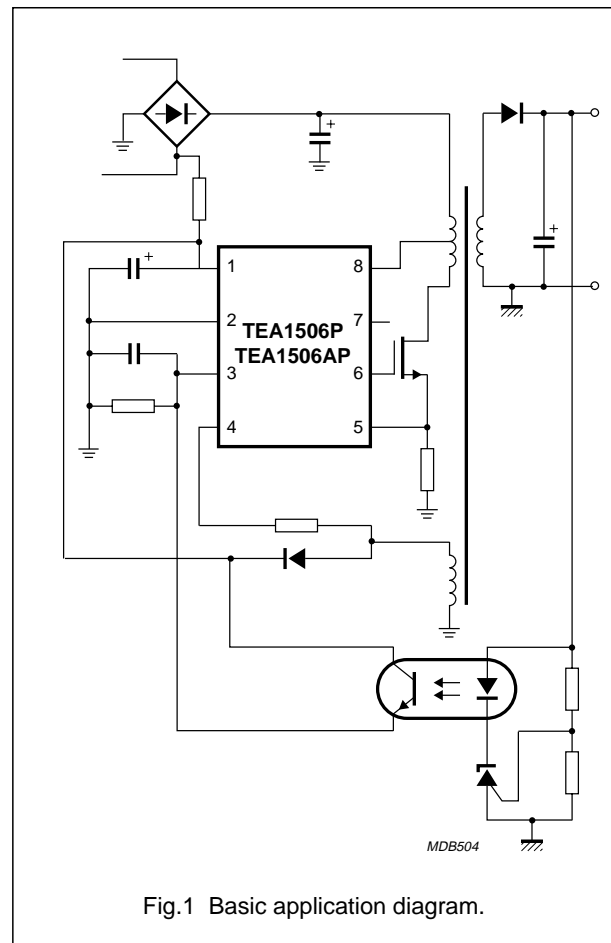 +
+
+
1
8
2
7
TEA1506P
TEA1506AP
3
6
4
5
MDB504
Fig.1 Basic application diagram.